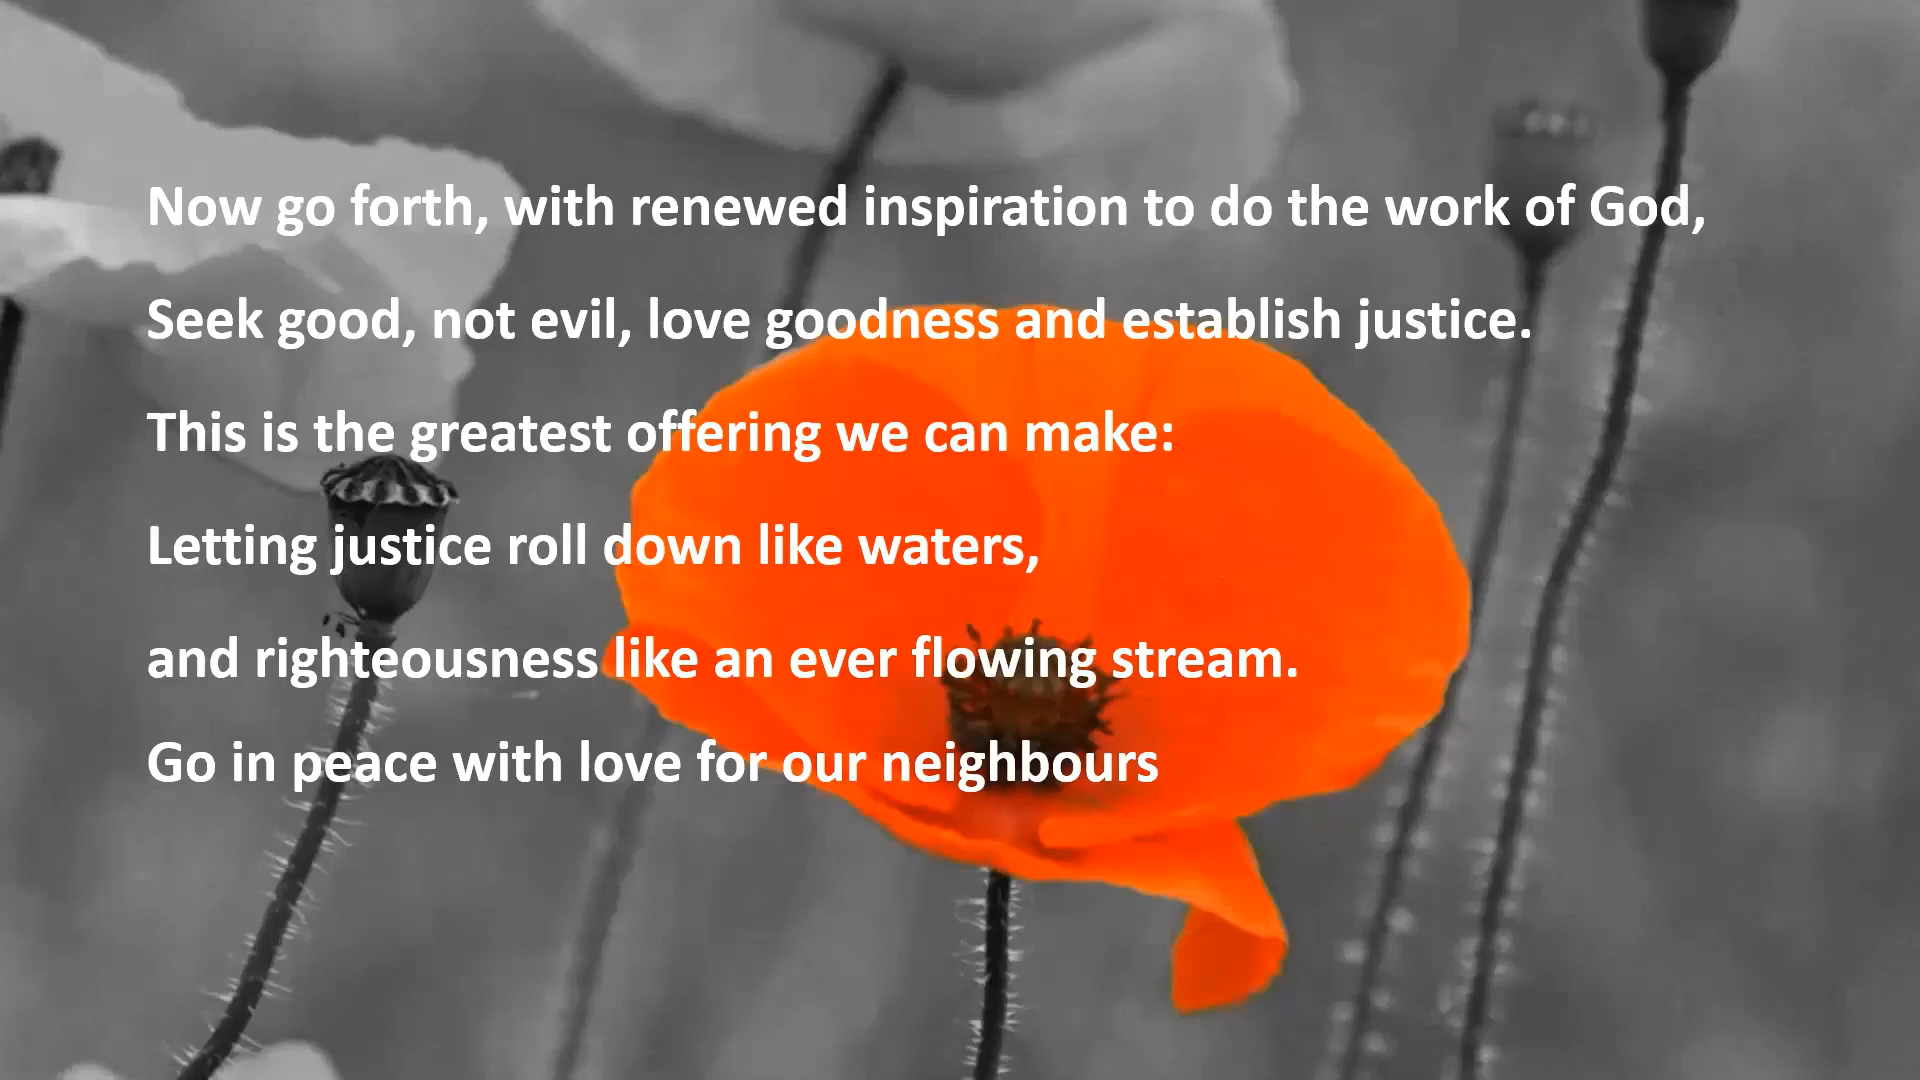 Now go forth, with renewed inspiration to do the work of God,
Seek good, not evil, love goodness and establish justice.
This is the greatest offering we can make:
Letting justice roll down like waters,
and righteousness like an ever flowing stream.
Go in peace with love for our neighbours